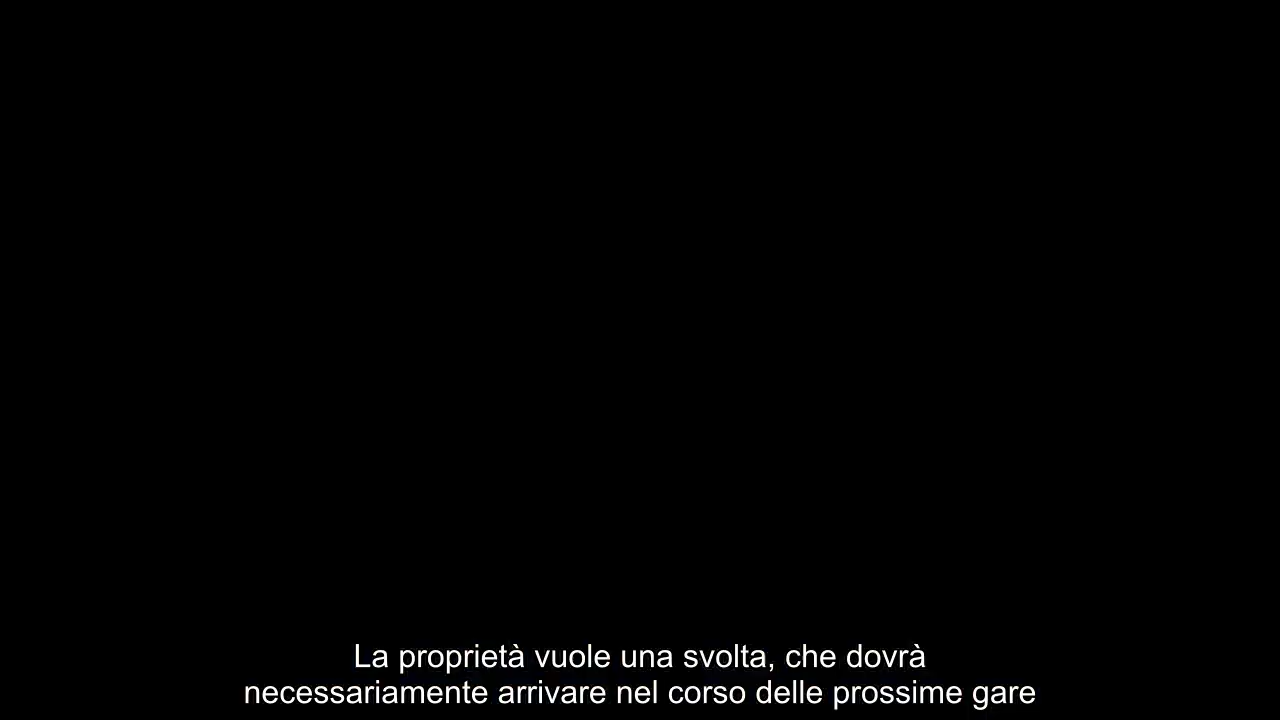 La proprietà vuole una svolta, che dovrà
necessariamente arrivare nel corso delle prossime gare